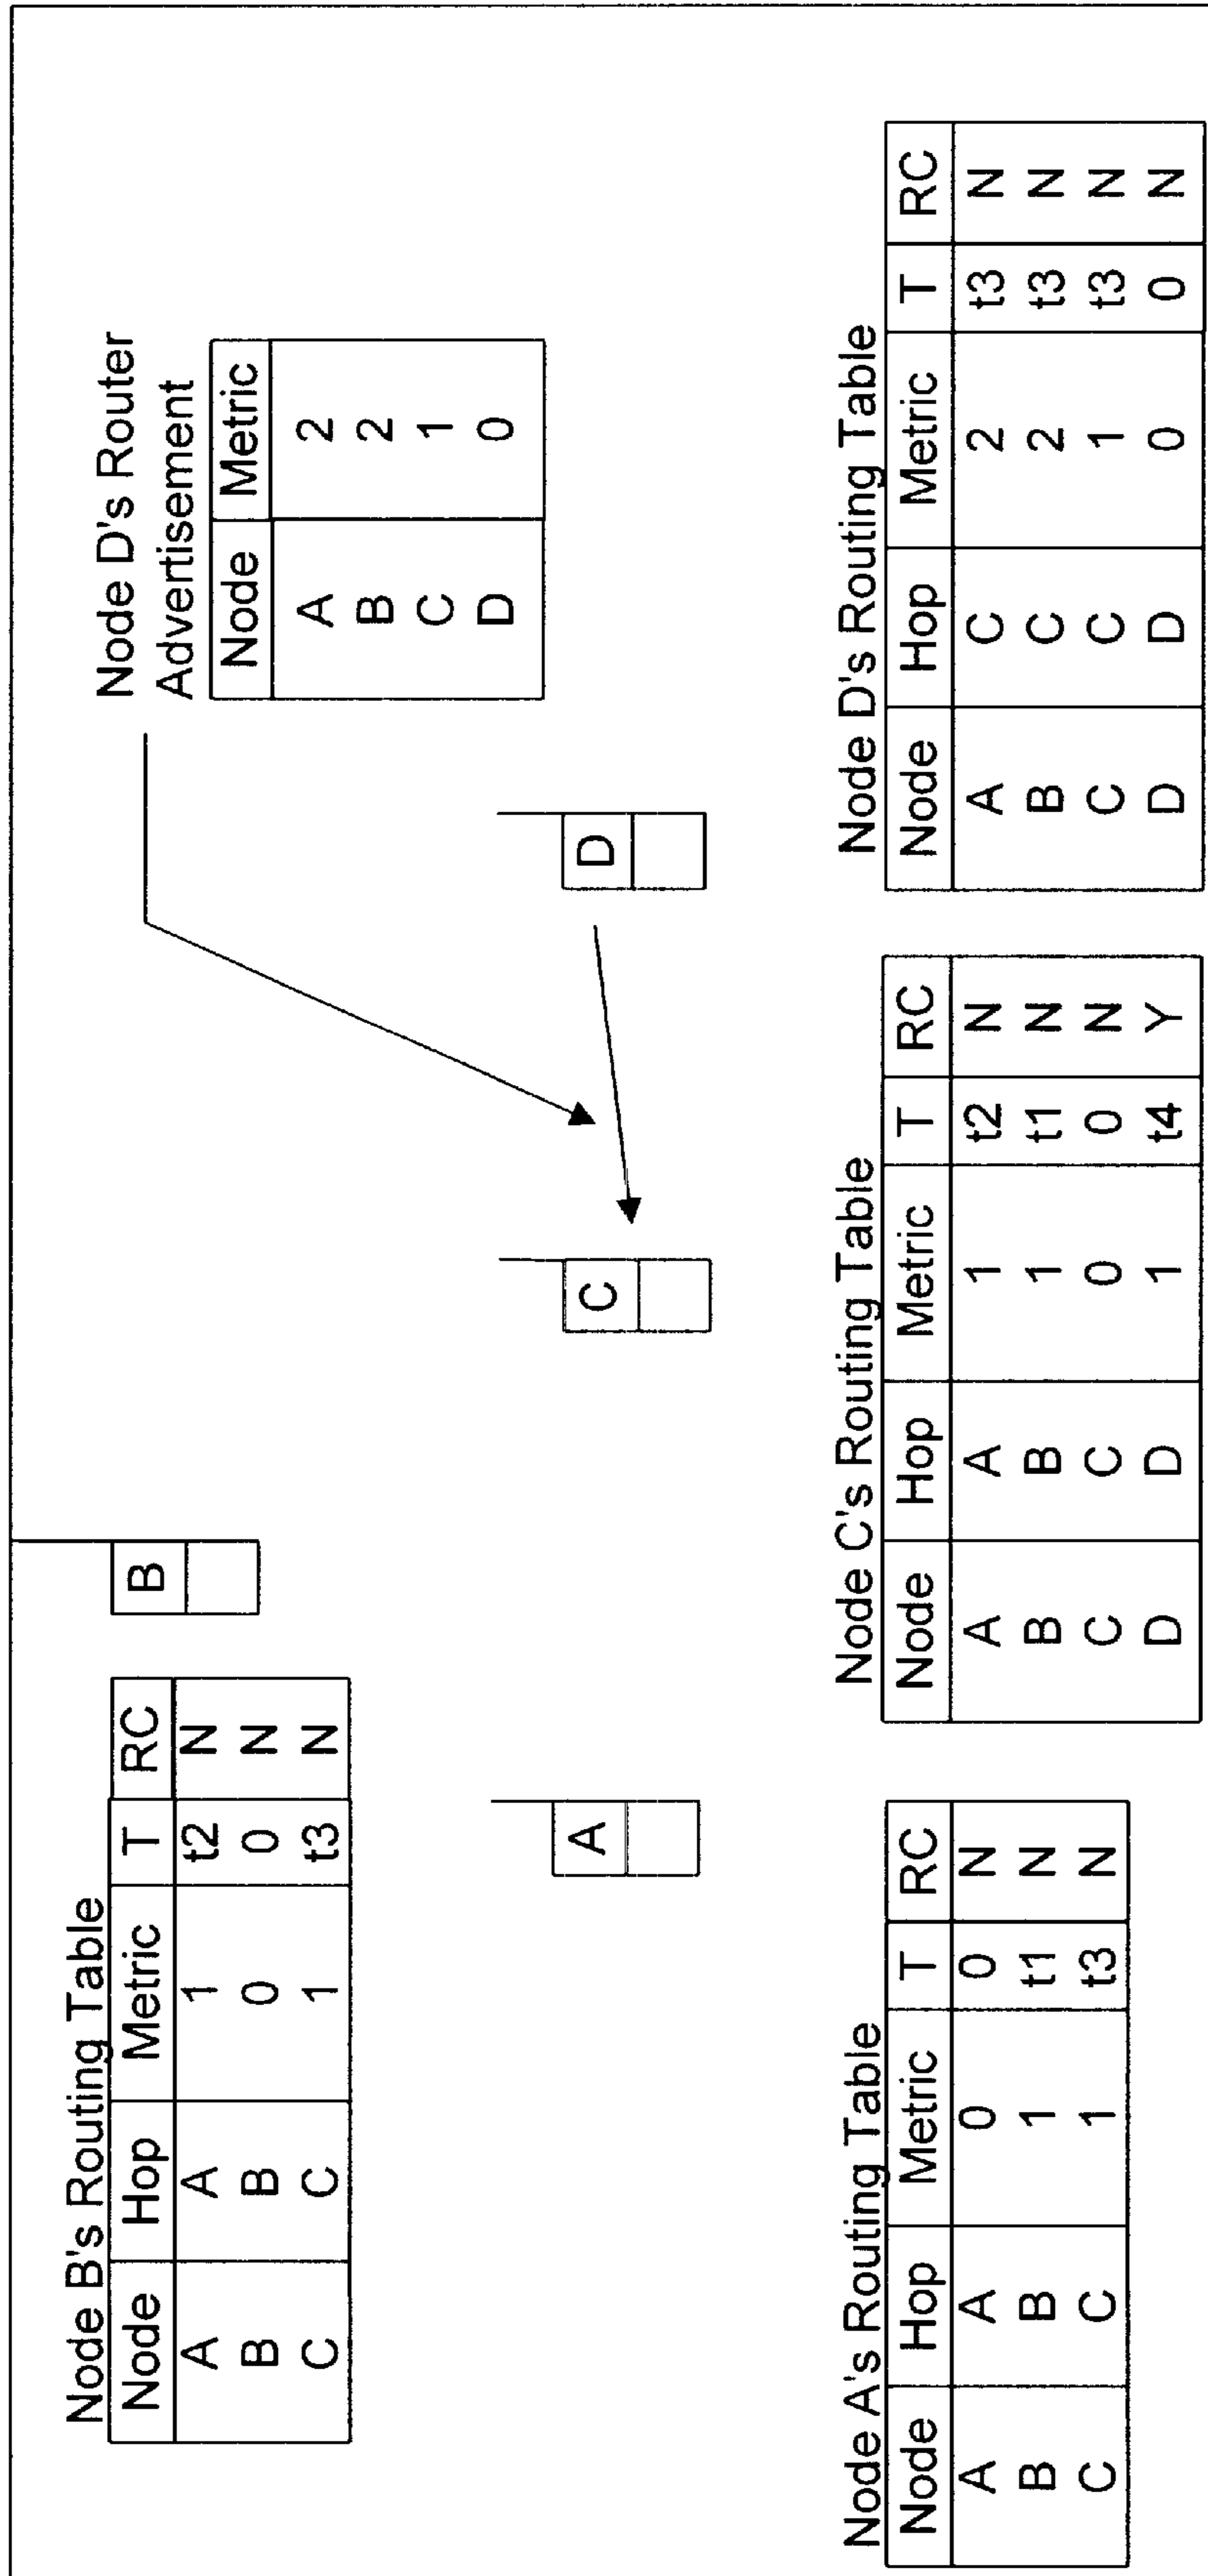 Node B's Routing Table
Node Hop Metric T RC
A A 1 t2 N
B B 0 0 N
C C 1 t3 N
B
Node D's Router
Advertisement
Node Metric
A 2
B 2
C 1
D 0
A
C
D
Node A's Routing Table
Node Hop Metric T RC
A A 0 0 N
B B 1 t1 N
C C 1 t3 N
Node C's Routing Table
Node Hop Metric T RC
A A 1 t2 N
B B 1 t1 N
C C 0 0 N
D D 1 t4 Y
Node D's Routing Table
Node Hop Metric T RC
A C 2 t3 N
B C 2 t3 N
C C 1 t3 N
D D 0 0 N